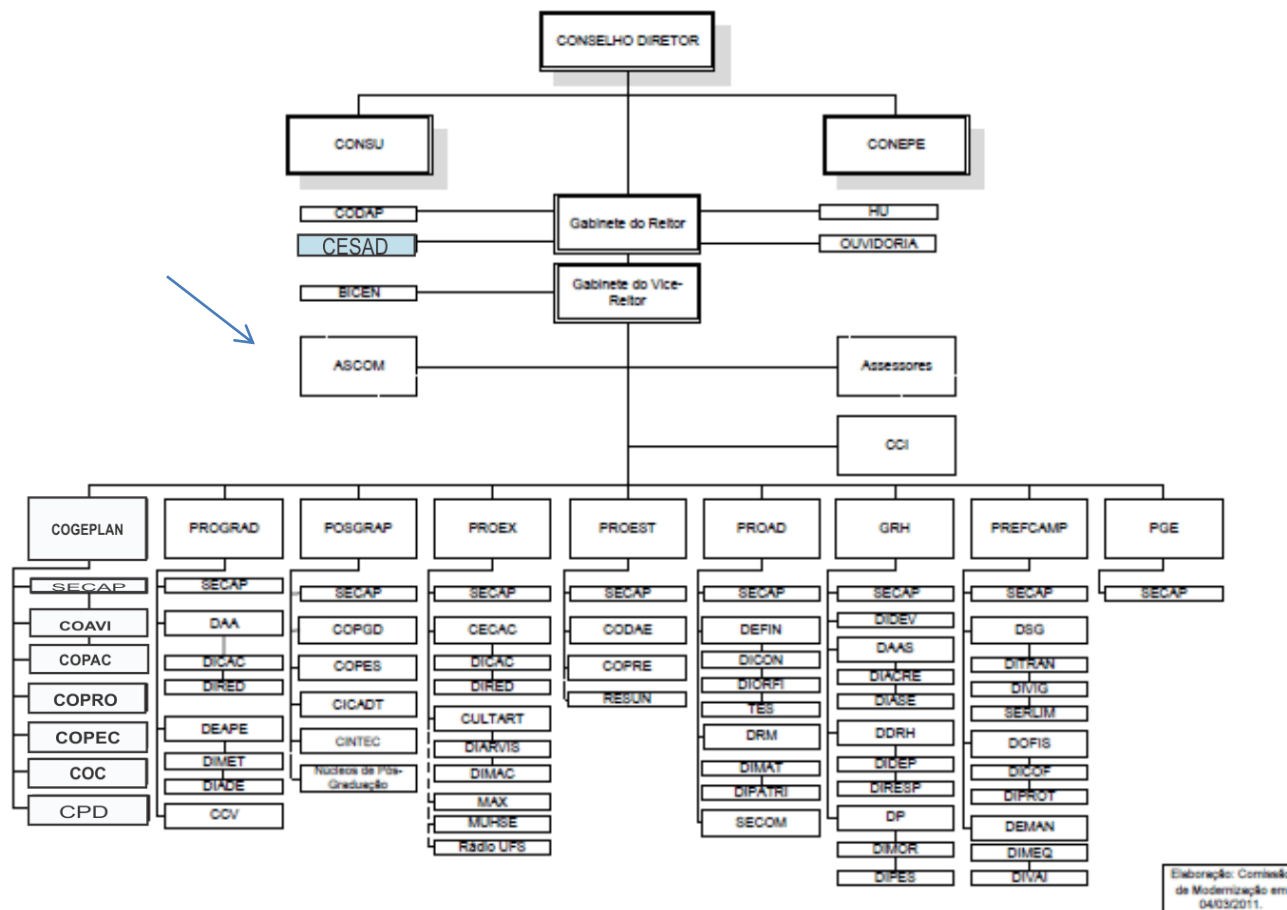 CONSELHO DIRETOR
CONSU
CONEPE
CODAP
Gabinete do Reitor
HU
CESAD
OUVIDORIA
BICEN
Gabinete do Vice-
Reitor
ASCOM
Assessores
CCI
COGEPLAN
PROGRAD
POSGRAP
PROEX
PROEST
PROAD
GRH
PREFCAMP
PGE
SECAP
COAVI
COPAC
COPRO
COPEC
COC
CPD
SECAP
DAA
DICAC
DIRED
DEAPE
DIMET
DIADE
CCV
SECAP
COPGD
COPES
CICADT
CINTEC
Núcleos de Pós-
Graduação
SECAP
CECAC
DICAC
DIRED
CULTART
DIARVIS
DIMAC
MAX
MUHSE
Rádio UFS
SECAP
CODAE
COPRE
RESUN
SECAP
DEFIN
DICON
DIORFI
TES
DRM
DIMAT
DIPATRI
SECOM
SECAP
DIDEV
DAAS
DIACRE
DIASE
DDRH
DIDEP
DIRESP
DP
DIMOR
DIPES
SECAP
DSG
DITRAN
DIVIG
SERLIM
DOFIS
DICOF
DIPROT
DEMAN
DIMEQ
DIVAI
SECAP
Elaboração: Comissão
de Modernização em
04/03/2011.